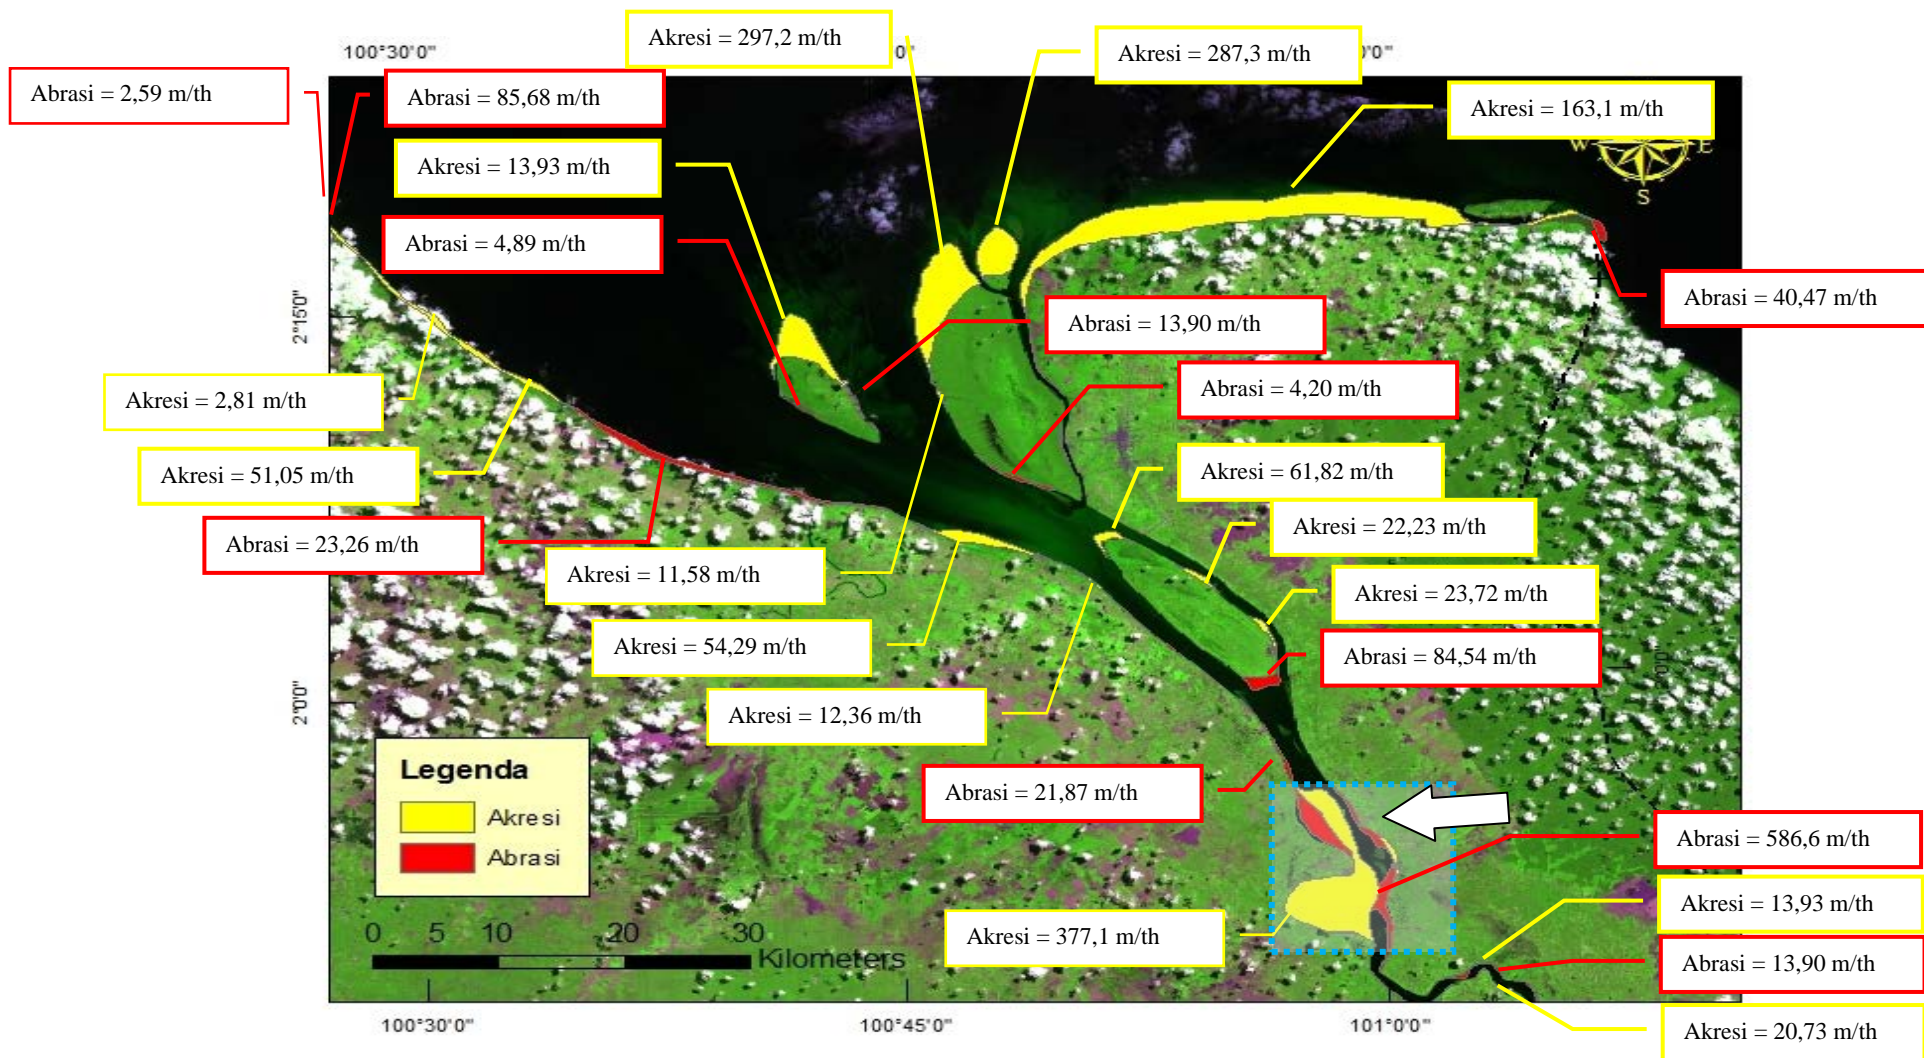 Akresi = 297,2 m/th
Akresi = 287,3 m/th
100°30'0"
0"
0'0"
Abrasi = 2,59 m/th
Abrasi = 85,68 m/th
Akresi = 163,1 m/th
Akresi = 13,93 m/th
W
E
S
Abrasi = 4,89 m/th
Abrasi = 40,47 m/th
2°15'0"
Abrasi = 13,90 m/th
Abrasi = 4,20 m/th
Akresi = 2,81 m/th
Akresi = 51,05 m/th
Akresi = 61,82 m/th
Akresi = 22,23 m/th
Abrasi = 23,26 m/th
Akresi = 11,58 m/th
Akresi = 23,72 m/th
Akresi = 54,29 m/th
Abrasi = 84,54 m/th
2°0'0"
Akresi = 12,36 m/th
Legenda
Akresi
Abrasi
Abrasi = 21,87 m/th
Abrasi = 586,6 m/th
Akresi = 13,93 m/th
Akresi = 377,1 m/th
0 5 10 20 30
Kilometers
Abrasi = 13,90 m/th
Akresi = 20,73 m/th
100°30'0"
100°45'0"
101°0'0"